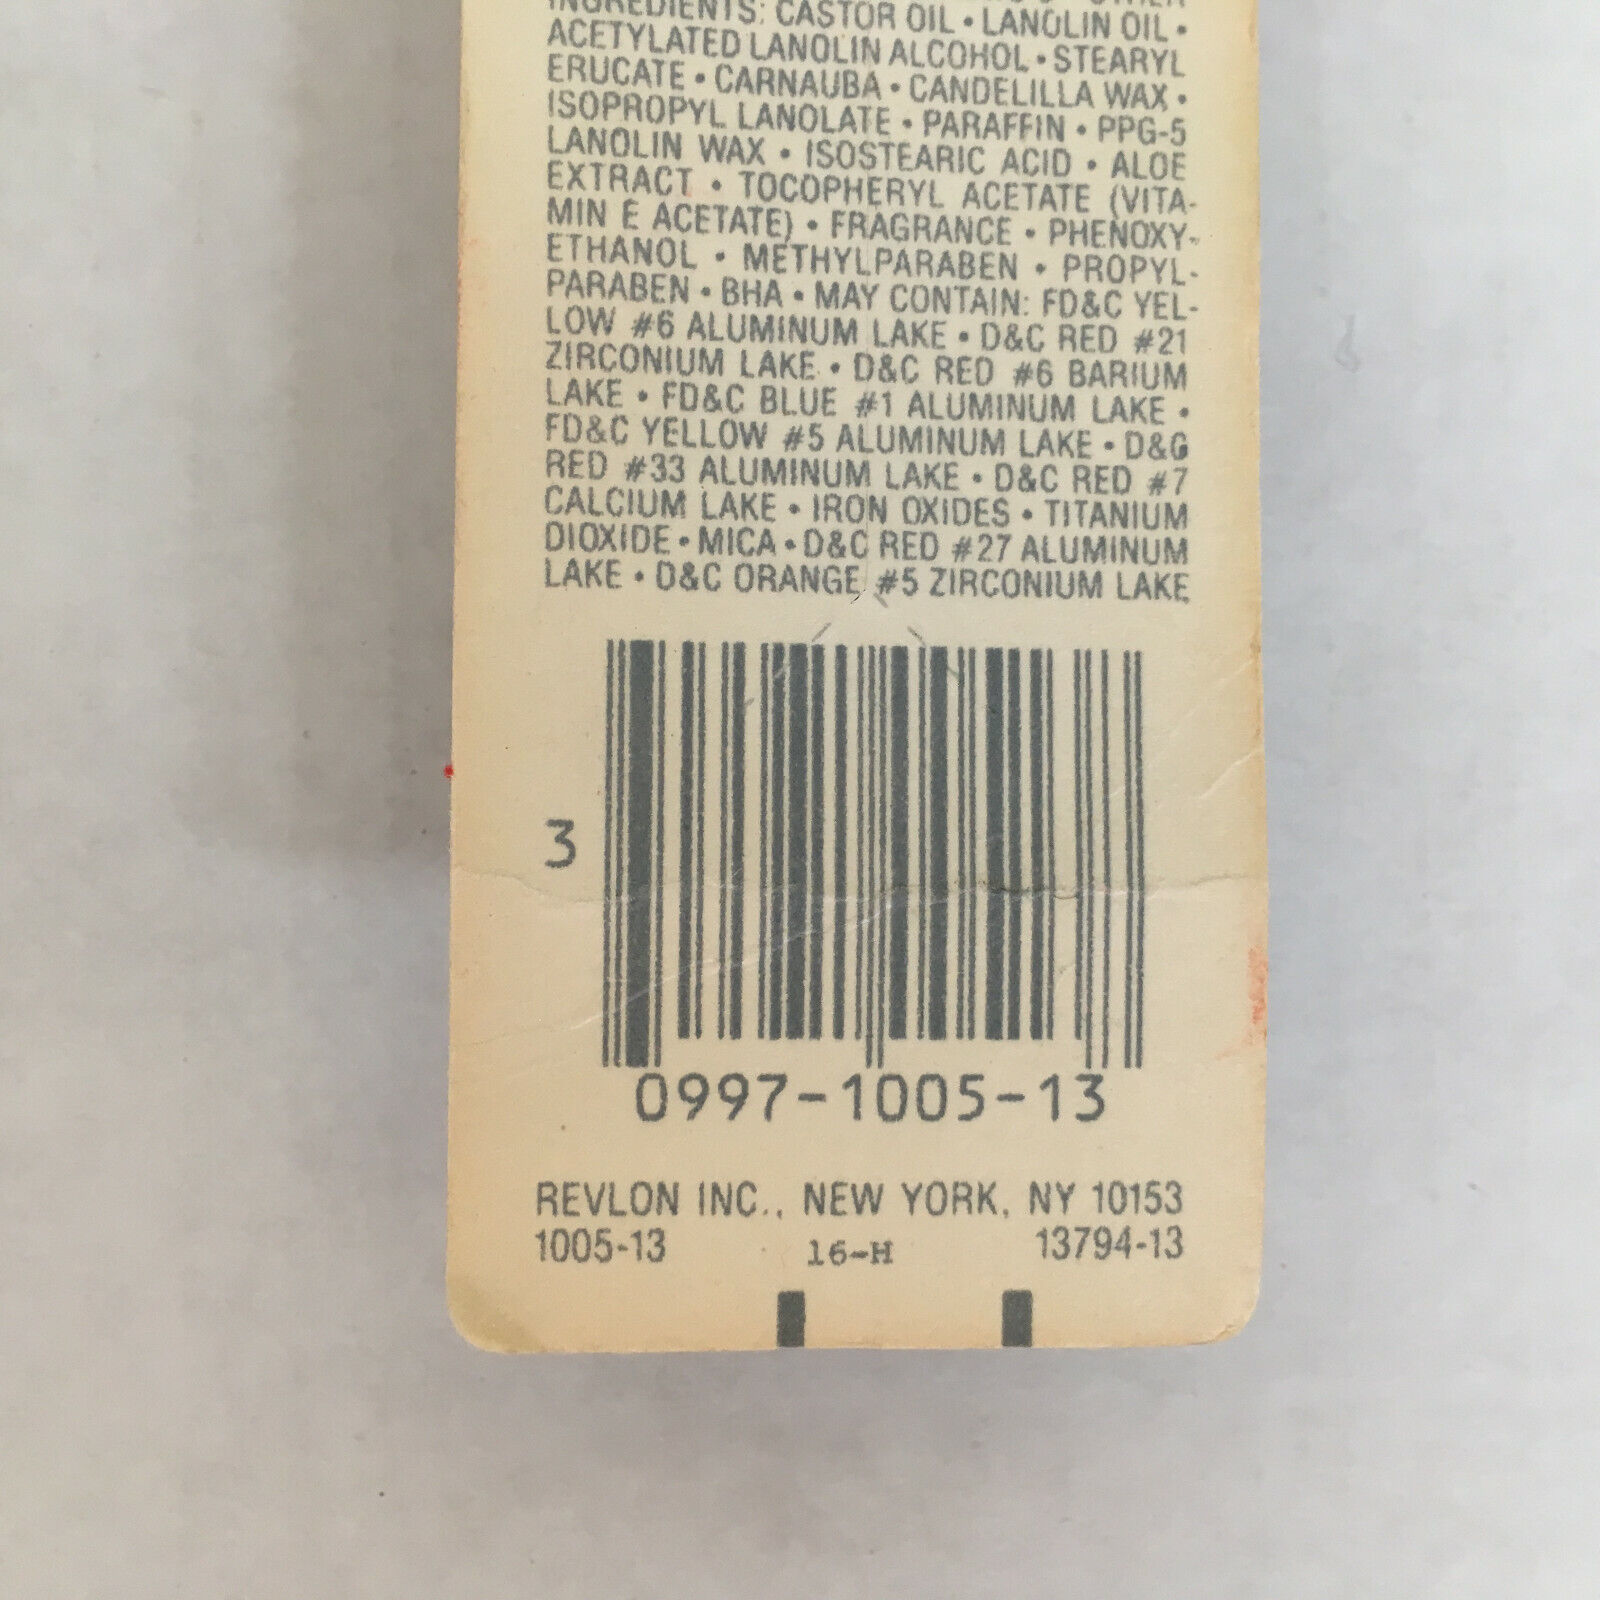 INGREDIENTS: CASTOR OIL • LANOLIN OIL •
ACETYLATED LANOLIN ALCOHOL • STEARYL
ERUCATE • CARNAUBA • CANDELILLA WAX •
ISOPROPYL LANOLATE • PARAFFIN • PPG-5
LANOLIN WAX • ISOSTEARIC ACID • ALOE
EXTRACT • TOCOPHERYL ACETATE (VITA-
MIN E ACETATE) • FRAGRANCE • PHENOXY-
ETHANOL • METHYLPARABEN • PROPYL-
PARABEN • BHA • MAY CONTAIN: FD&C YEL-
LOW #6 ALUMINUM LAKE • D&C RED #21
ZIRCONIUM LAKE • D&C RED #6 BARIUM
LAKE • FD&C BLUE #1 ALUMINUM LAKE •
FD&C YELLOW #5 ALUMINUM LAKE • D&C
RED #33 ALUMINUM LAKE • D&C RED #7
CALCIUM LAKE • IRON OXIDES • TITANIUM
DIOXIDE • MICA • D&C RED #27 ALUMINUM
LAKE • D&C ORANGE #5 ZIRCONIUM LAKE
3
0997-1005-13
REVLON INC., NEW YORK, NY 10153
1005-13 16-H 13794-13